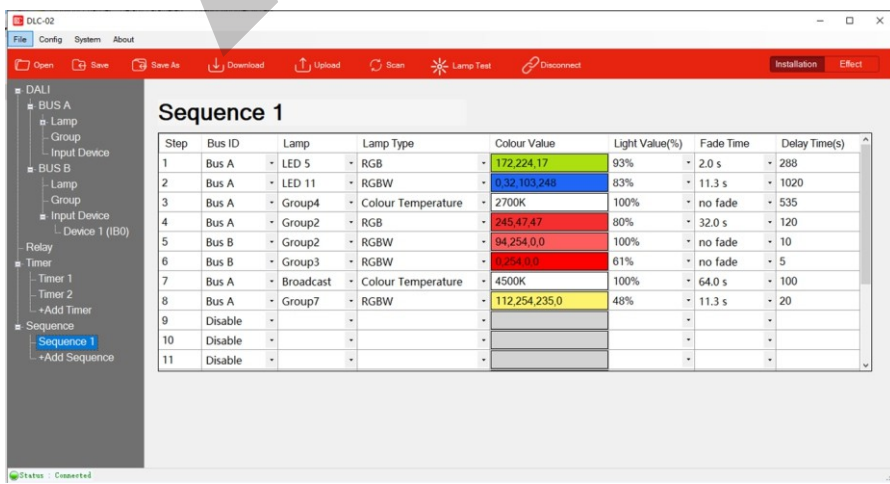 DLC-02
File Config System About
Open Save Save As Download Upload Scan Lamp Test Disconnect Installation Effect
DALI
BUS A
Lamp
Group
Input Device
BUS B
Lamp
Group
Input Device
Device 1 (IB0)
Relay
Timer
Timer 1
Timer 2
+Add Timer
Sequence
Sequence 1
+Add Sequence
Sequence 1
Step Bus ID Lamp Lamp Type Colour Value Light Value(%) Fade Time Delay Time(s)
1 Bus A LED 5 RGB 172,224,17 93% 2.0 s 288
2 Bus A LED 11 RGBW 0,32,103,248 83% 11.3 s 1020
3 Bus A Group4 Colour Temperature 2700K 100% no fade 535
4 Bus A Group2 RGB 245,47,47 80% 32.0 s 120
5 Bus B Group2 RGBW 94,254,0,0 100% no fade 10
6 Bus B Group3 RGBW 0,254,0,0 61% no fade 5
7 Bus A Broadcast Colour Temperature 4500K 100% 64.0 s 100
8 Bus A Group7 RGBW 112,254,235,0 48% 11.3 s 20
9 Disable
10 Disable
11 Disable
Status : Connected